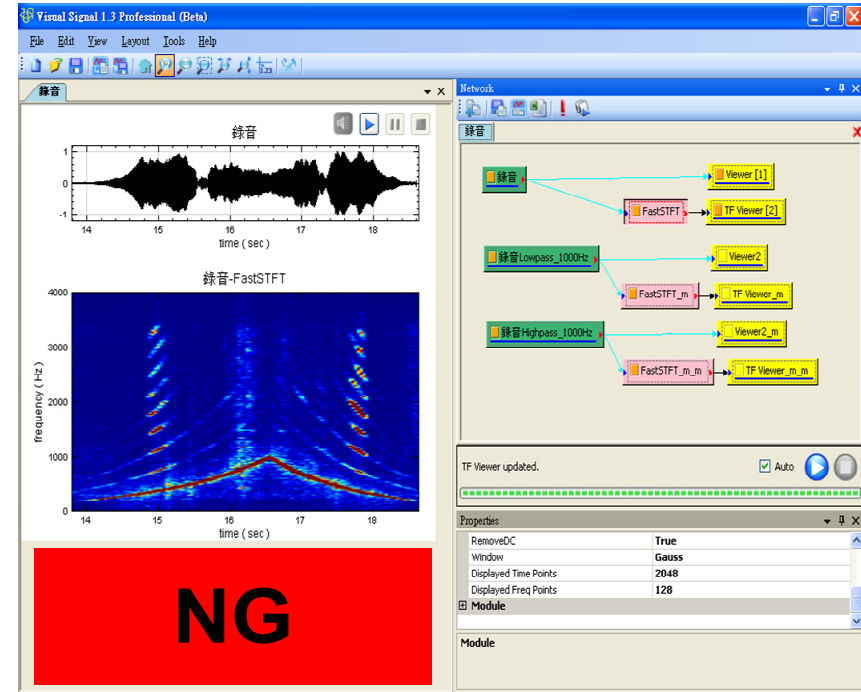 Visual Signal 1.3 Professional (Beta)
File Edit View Layout Tools Help
1.23
錄音
錄音
1
0
-1
14 15 16 17 18
time ( sec )
錄音-FastSTFT
4000
3000
2000
1000
0
frequency ( Hz )
14 15 16 17 18
time ( sec )
NG
Network
錄音
錄音
Viewer [1]
FastSTFT
TF Viewer [2]
錄音Lowpass_1000Hz
Viewer2
FastSTFT_m
TF Viewer_m
錄音Highpass_1000Hz
Viewer2_m
FastSTFT_m_m
TF Viewer_m_m
TF Viewer updated.
Auto
Properties
RemoveDC True
Window Gauss
Displayed Time Points 2048
Displayed Freq Points 128
Module
Module